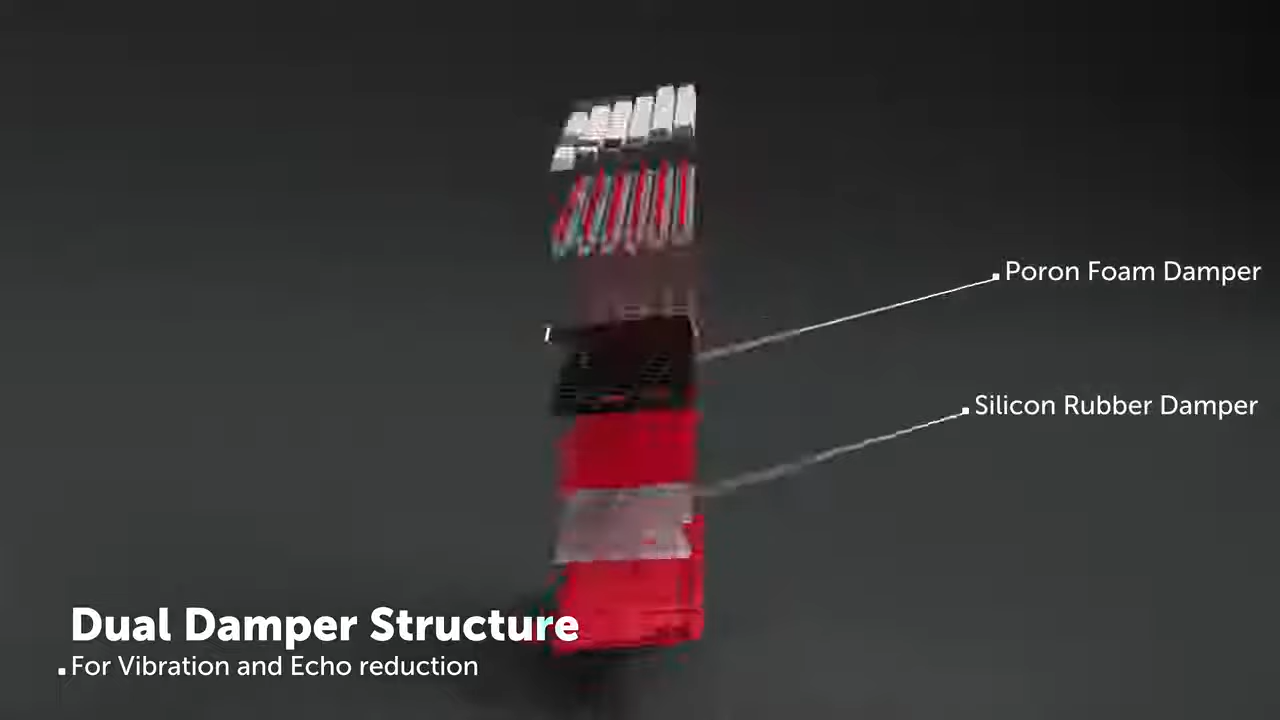 Poron Foam Damper
Silicon Rubber Damper
Dual Damper Structure
For Vibration and Echo reduction